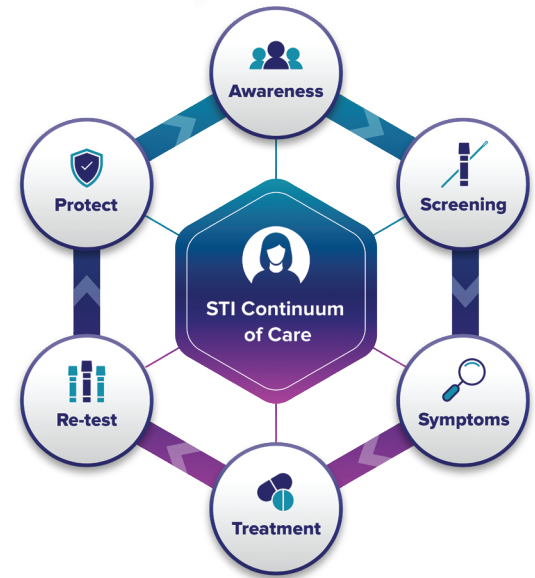 Awareness
Screening
Symptoms
Treatment
Re-test
Protect
STI Continuum
of Care